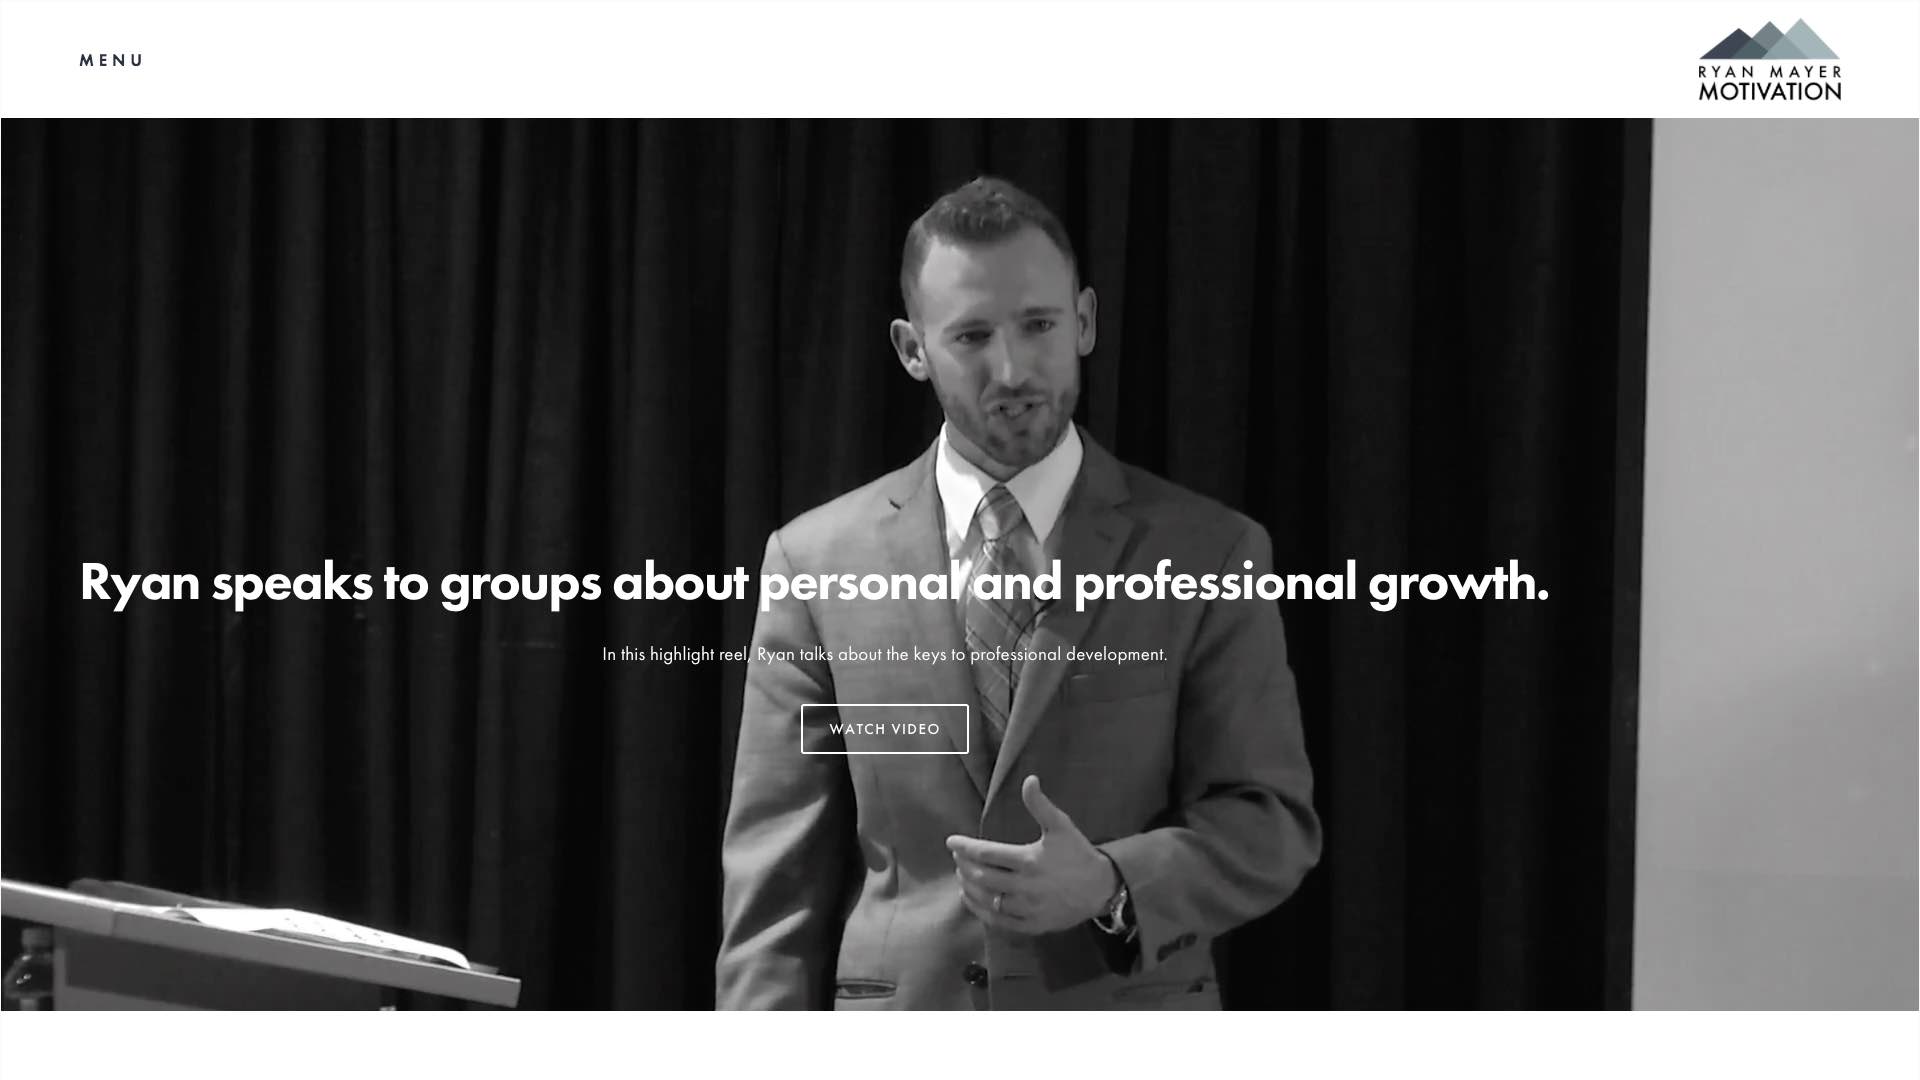 MENU
RYAN MAYER
MOTIVATION
Ryan speaks to groups about personal and professional growth.
In this highlight reel, Ryan talks about the keys to professional development.
WATCH VIDEO